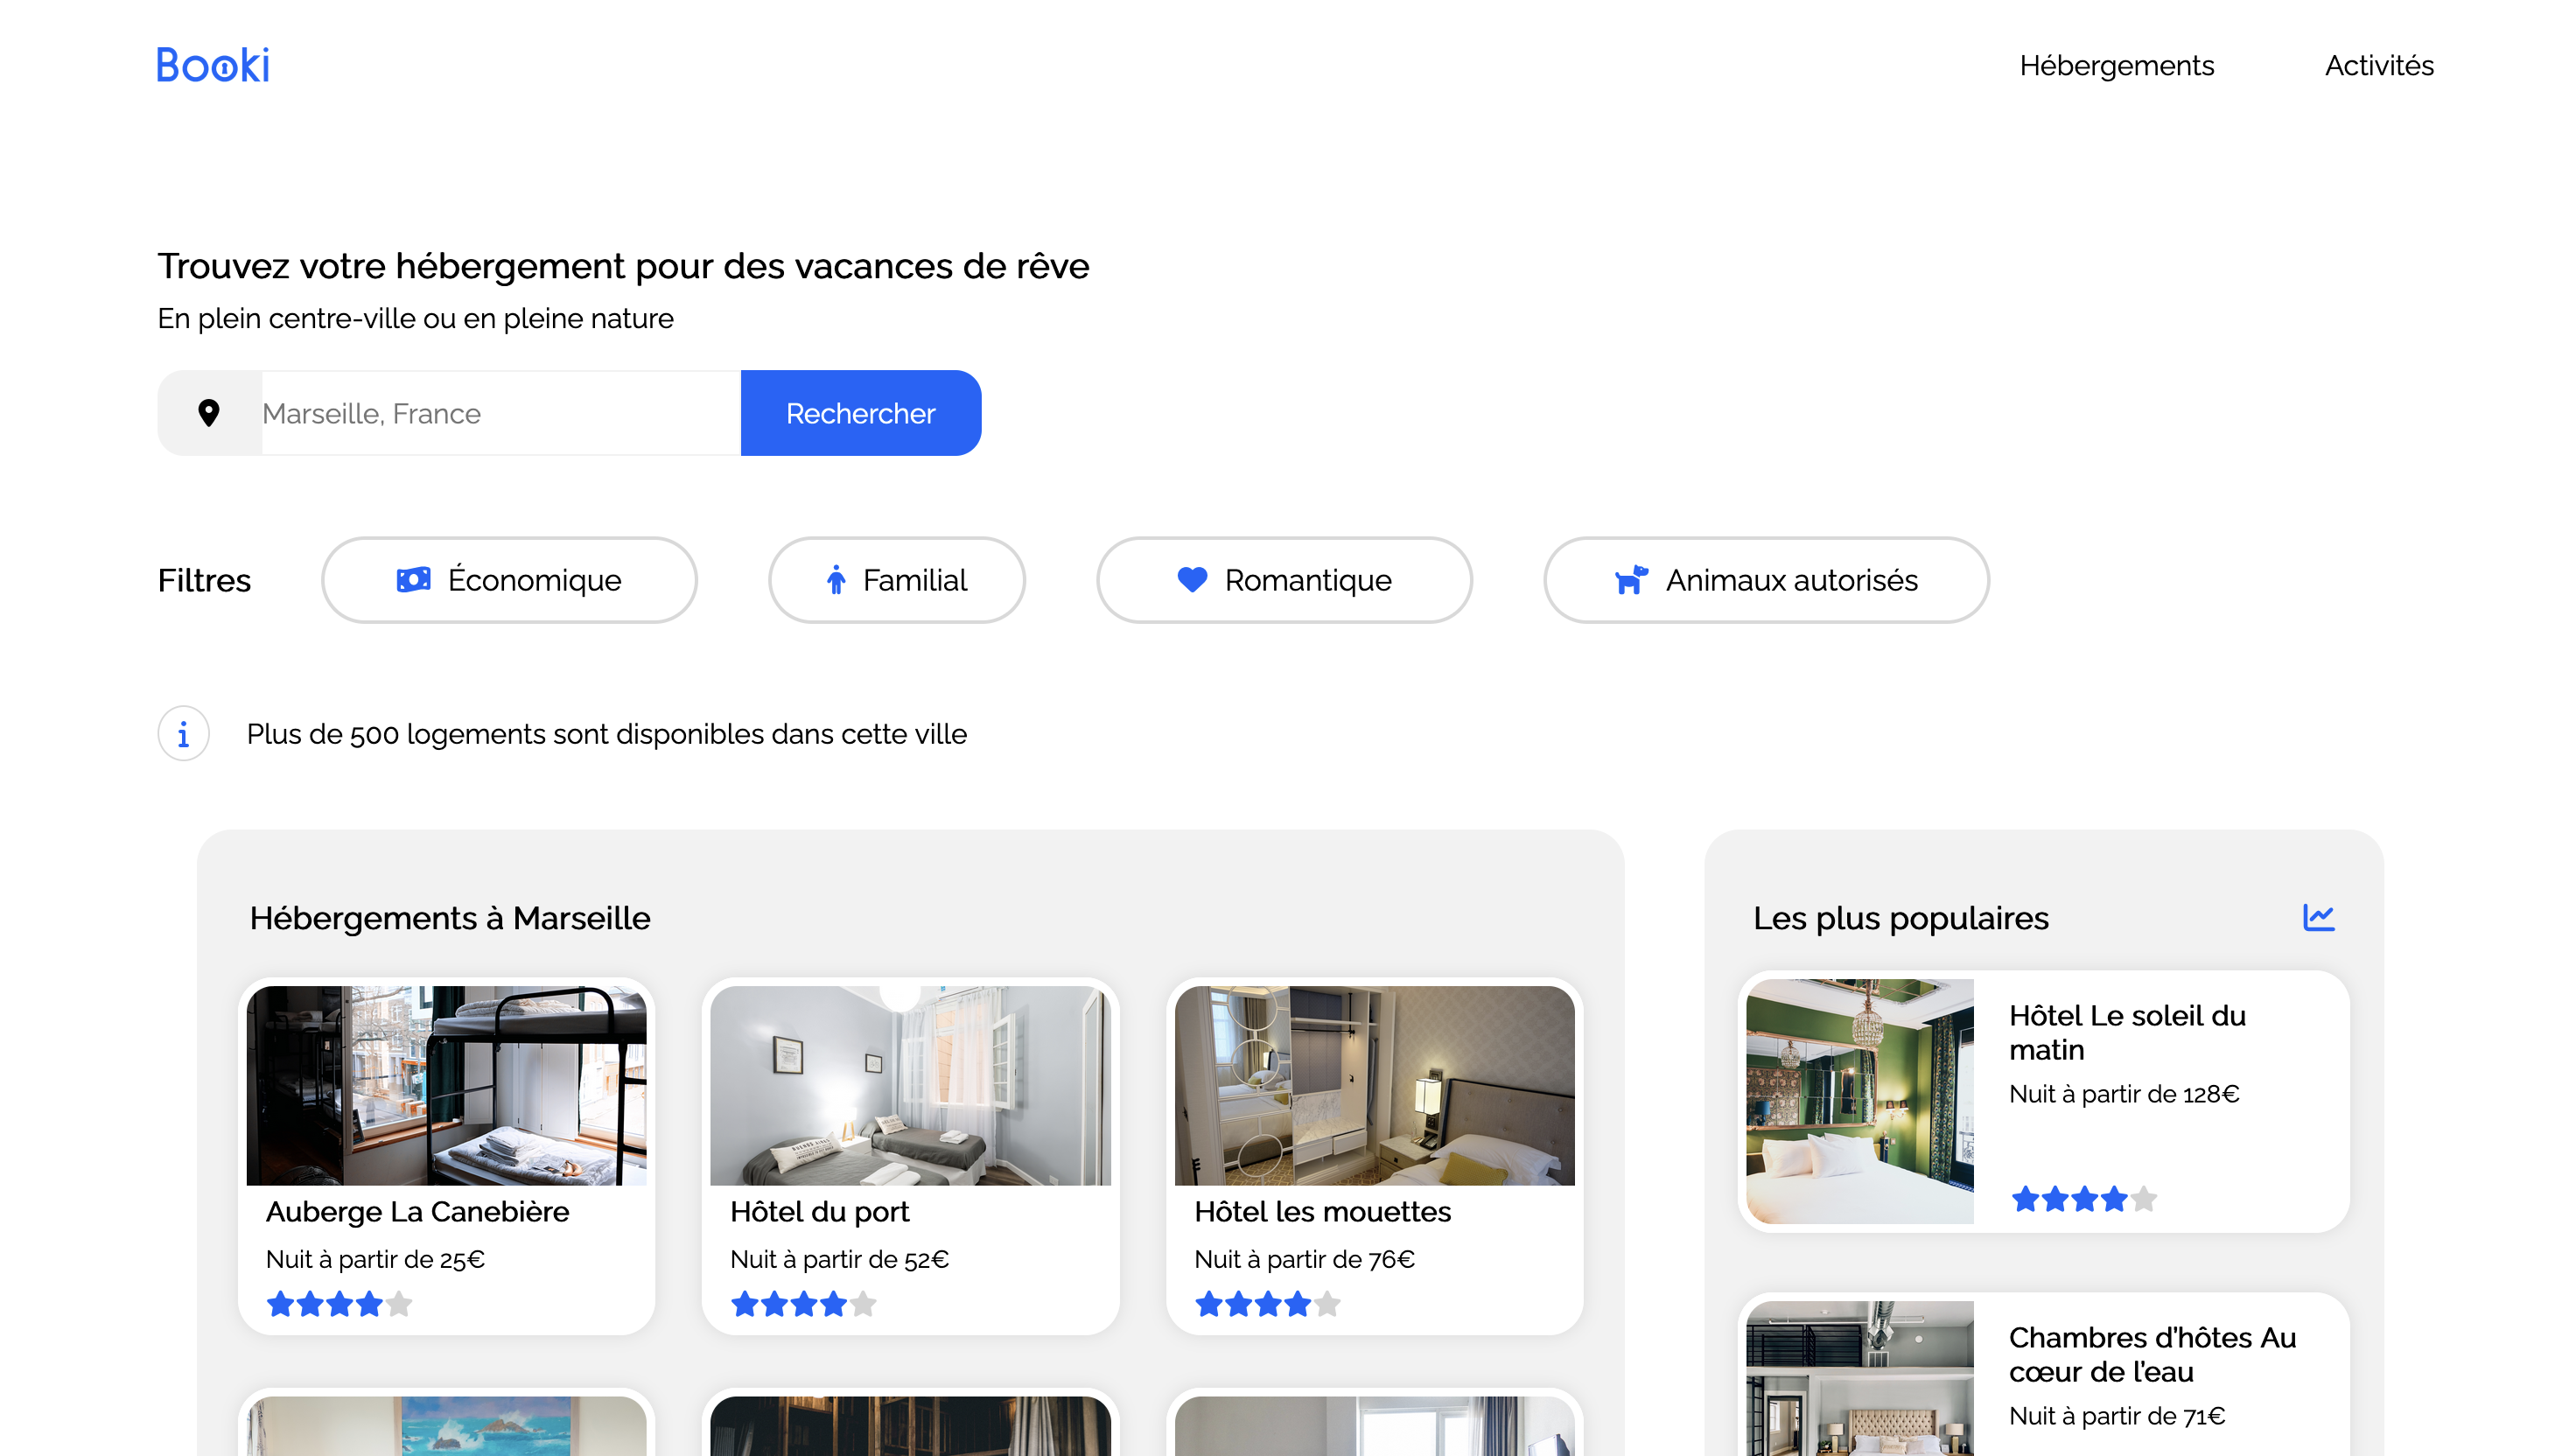 Booki
Hébergements
Activités
Trouvez votre hébergement pour des vacances de rêve
En plein centre-ville ou en pleine nature
Marseille, France
Rechercher
Filtres
Économique
Familial
Romantique
Animaux autorisés
Plus de 500 logements sont disponibles dans cette ville
Hébergements à Marseille
Auberge La Canebière
Nuit à partir de 25€
Hôtel du port
Nuit à partir de 52€
Hôtel les mouettes
Nuit à partir de 76€
Les plus populaires
Hôtel Le soleil du
matin
Nuit à partir de 128€
Chambres d'hôtes Au
cœur de l'eau
Nuit à partir de 71€